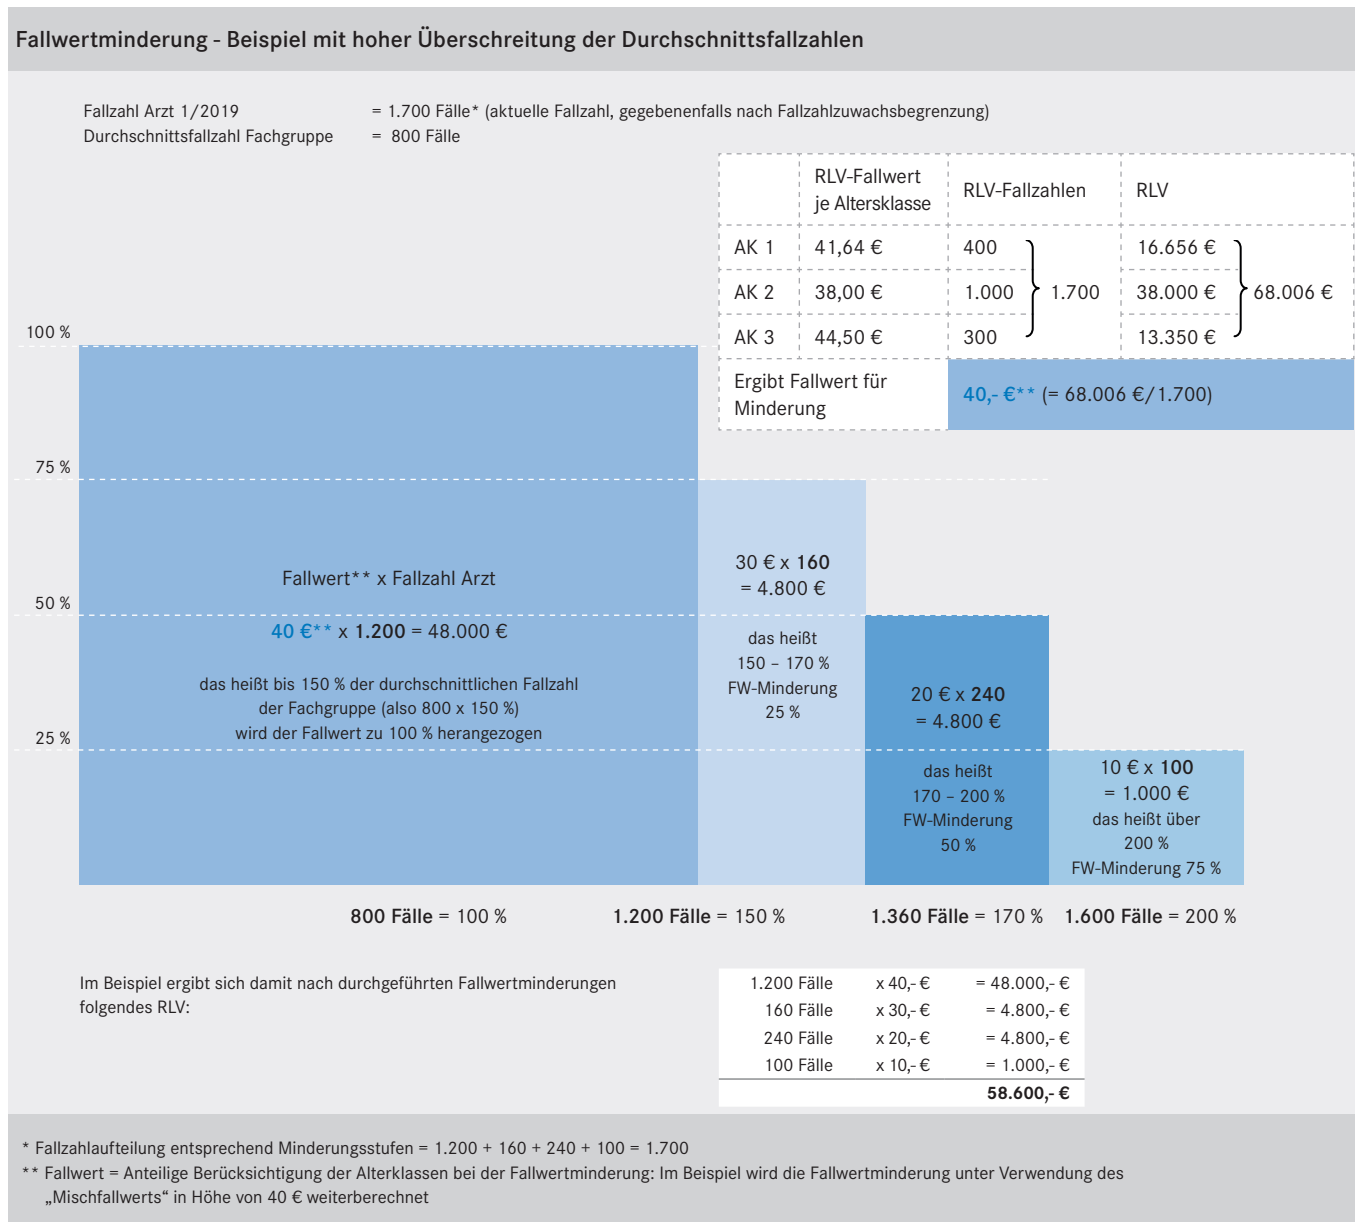 Fallwertminderung - Beispiel mit hoher Überschreitung der Durchschnittsfallzahlen
Fallzahl Arzt 1/2019 = 1.700 Fälle* (aktuelle Fallzahl, gegebenenfalls nach Fallzahlzuwachsbegrenzung)
Durchschnittsfallzahl Fachgruppe = 800 Fälle
RLV-Fallwert
je Altersklasse
RLV-Fallzahlen
RLV
AK 1 41,64 € 400 16.656 €
AK 2 38,00 € 1.000 1.700 38.000 € 68.006 €
AK 3 44,50 € 300 13.350 €
Ergibt Fallwert für
Minderung
40,- €** (= 68.006 €/1.700)
100 %
75 %
50 %
25 %
Fallwert** x Fallzahl Arzt
40 €** x 1.200 = 48.000 €
das heißt bis 150 % der durchschnittlichen Fallzahl
der Fachgruppe (also 800 x 150 %)
wird der Fallwert zu 100 % herangezogen
30 € x 160
= 4.800 €
das heißt
150 – 170 %
FW-Minderung
25 %
20 € x 240
= 4.800 €
das heißt
170 – 200 %
FW-Minderung
50 %
10 € x 100
= 1.000 €
das heißt über
200 %
FW-Minderung 75 %
800 Fälle = 100 % 1.200 Fälle = 150 % 1.360 Fälle = 170 % 1.600 Fälle = 200 %
Im Beispiel ergibt sich damit nach durchgeführten Fallwertminderungen
folgendes RLV:
1.200 Fälle x 40,- € = 48.000,- €
160 Fälle x 30,- € = 4.800,- €
240 Fälle x 20,- € = 4.800,- €
100 Fälle x 10,- € = 1.000,- €
58.600,- €
* Fallzahlaufteilung entsprechend Minderungsstufen = 1.200 + 160 + 240 + 100 = 1.700
** Fallwert = Anteilige Berücksichtigung der Alterklassen bei der Fallwertminderung: Im Beispiel wird die Fallwertminderung unter Verwendung des
„Mischfallwerts“ in Höhe von 40 € weiterberechnet